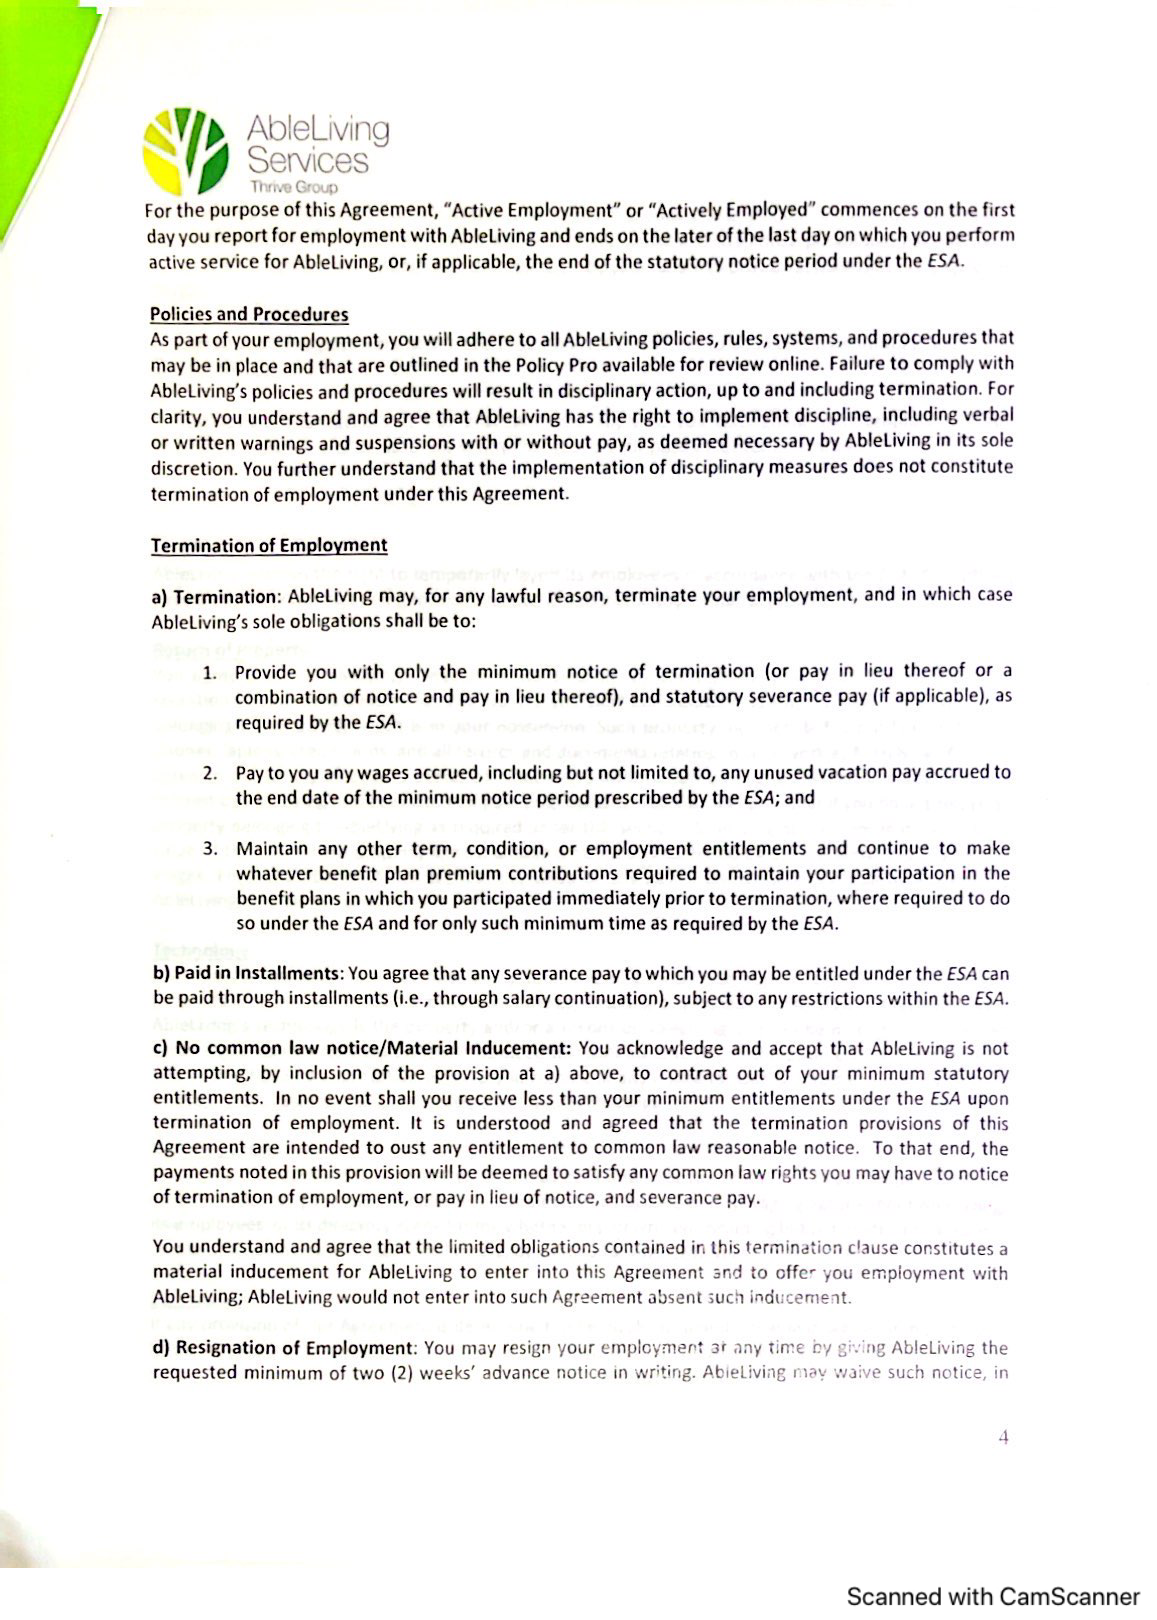 AbleLiving
Services
Thrive Group
For the purpose of this Agreement, “Active Employment” or “Actively Employed” commences on the first
day you report for employment with AbleLiving and ends on the later of the last day on which you perform
active service for AbleLiving, or, if applicable, the end of the statutory notice period under the ESA.
Policies and Procedures
As part of your employment, you will adhere to all AbleLiving policies, rules, systems, and procedures that
may be in place and that are outlined in the Policy Pro available for review online. Failure to comply with
AbleLiving’s policies and procedures will result in disciplinary action, up to and including termination. For
clarity, you understand and agree that AbleLiving has the right to implement discipline, including verbal
or written warnings and suspensions with or without pay, as deemed necessary by AbleLiving in its sole
discretion. You further understand that the implementation of disciplinary measures does not constitute
termination of employment under this Agreement.
Termination of Employment
a) Termination: AbleLiving may, for any lawful reason, terminate your employment, and in which case
AbleLiving’s sole obligations shall be to:
1. Provide you with only the minimum notice of termination (or pay in lieu thereof or a
combination of notice and pay in lieu thereof), and statutory severance pay (if applicable), as
required by the ESA.
2. Pay to you any wages accrued, including but not limited to, any unused vacation pay accrued to
the end date of the minimum notice period prescribed by the ESA; and
3. Maintain any other term, condition, or employment entitlements and continue to make
whatever benefit plan premium contributions required to maintain your participation in the
benefit plans in which you participated immediately prior to termination, where required to do
so under the ESA and for only such minimum time as required by the ESA.
b) Paid in Installments: You agree that any severance pay to which you may be entitled under the ESA can
be paid through installments (i.e., through salary continuation), subject to any restrictions within the ESA.
c) No common law notice/Material Inducement: You acknowledge and accept that AbleLiving is not
attempting, by inclusion of the provision at a) above, to contract out of your minimum statutory
entitlements. In no event shall you receive less than your minimum entitlements under the ESA upon
termination of employment. It is understood and agreed that the termination provisions of this
Agreement are intended to oust any entitlement to common law reasonable notice. To that end, the
payments noted in this provision will be deemed to satisfy any common law rights you may have to notice
of termination of employment, or pay in lieu of notice, and severance pay.
You understand and agree that the limited obligations contained in this termination clause constitutes a
material inducement for AbleLiving to enter into this Agreement and to offer you employment with
AbleLiving; AbleLiving would not enter into such Agreement absent such inducement.
d) Resignation of Employment: You may resign your employment at any time by giving AbleLiving the
requested minimum of two (2) weeks’ advance notice in writing. AbleLiving may waive such notice, in
4
Scanned with CamScanner